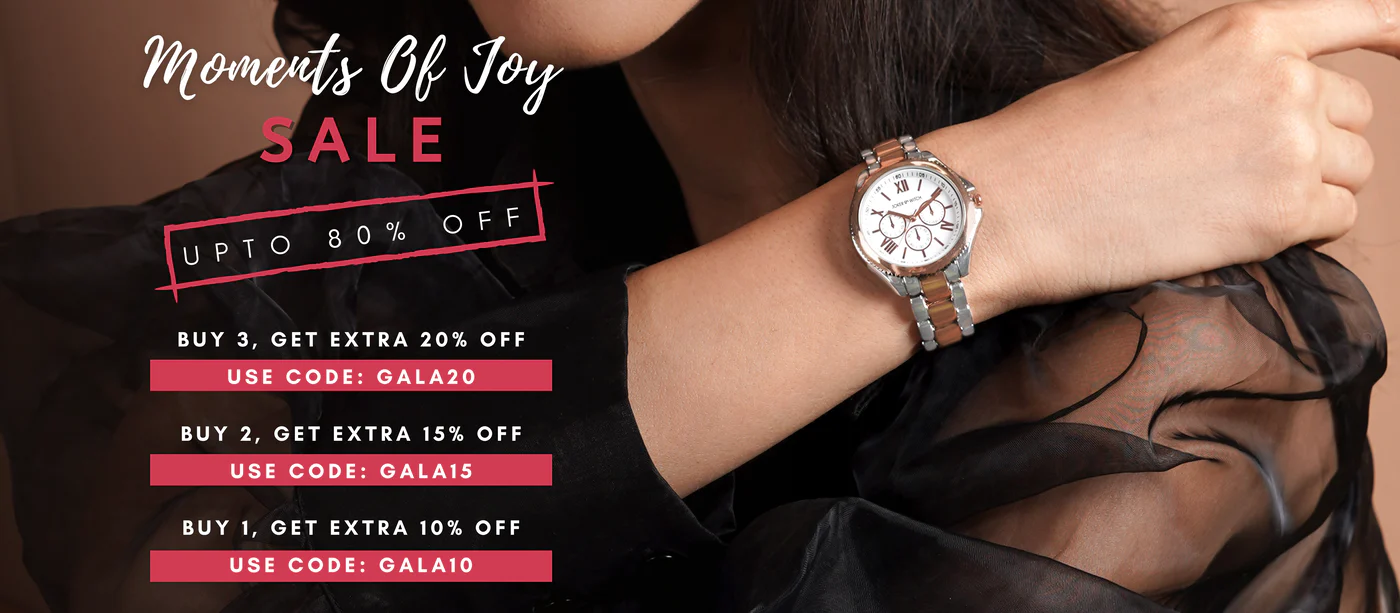 Moments Of Joy
SALE
UPTO 80% OFF
BUY 3, GET EXTRA 20% OFF
USE CODE: GALA20
BUY 2, GET EXTRA 15% OFF
USE CODE: GALA15
BUY 1, GET EXTRA 10% OFF
USE CODE: GALA10
XII